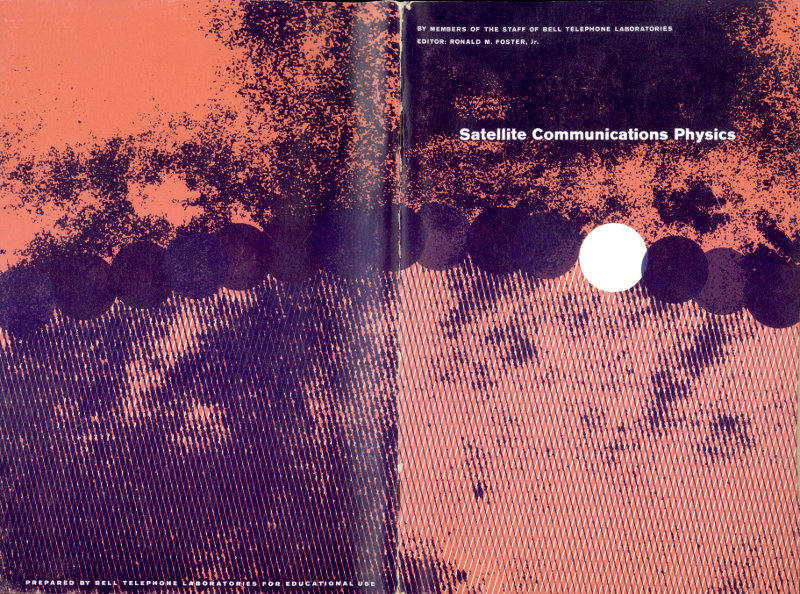 BY MEMBERS OF THE STAFF OF BELL TELEPHONE LABORATORIES
EDITOR: RONALD M. FOSTER, Jr.
Satellite Communications Physics
PREPARED BY BELL TELEPHONE LABORATORIES FOR EDUCATIONAL USE